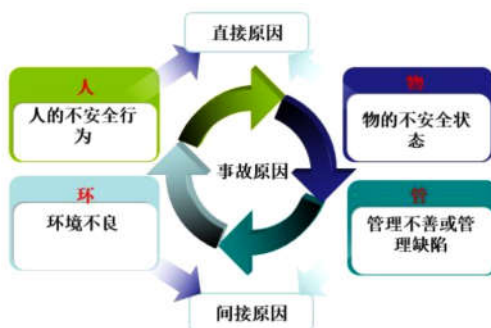 直接原因
人
人的不安全行
为
物
物的不安全状
态
事故原因
环
环境不良
管
管理不善或管
理缺陷
间接原因